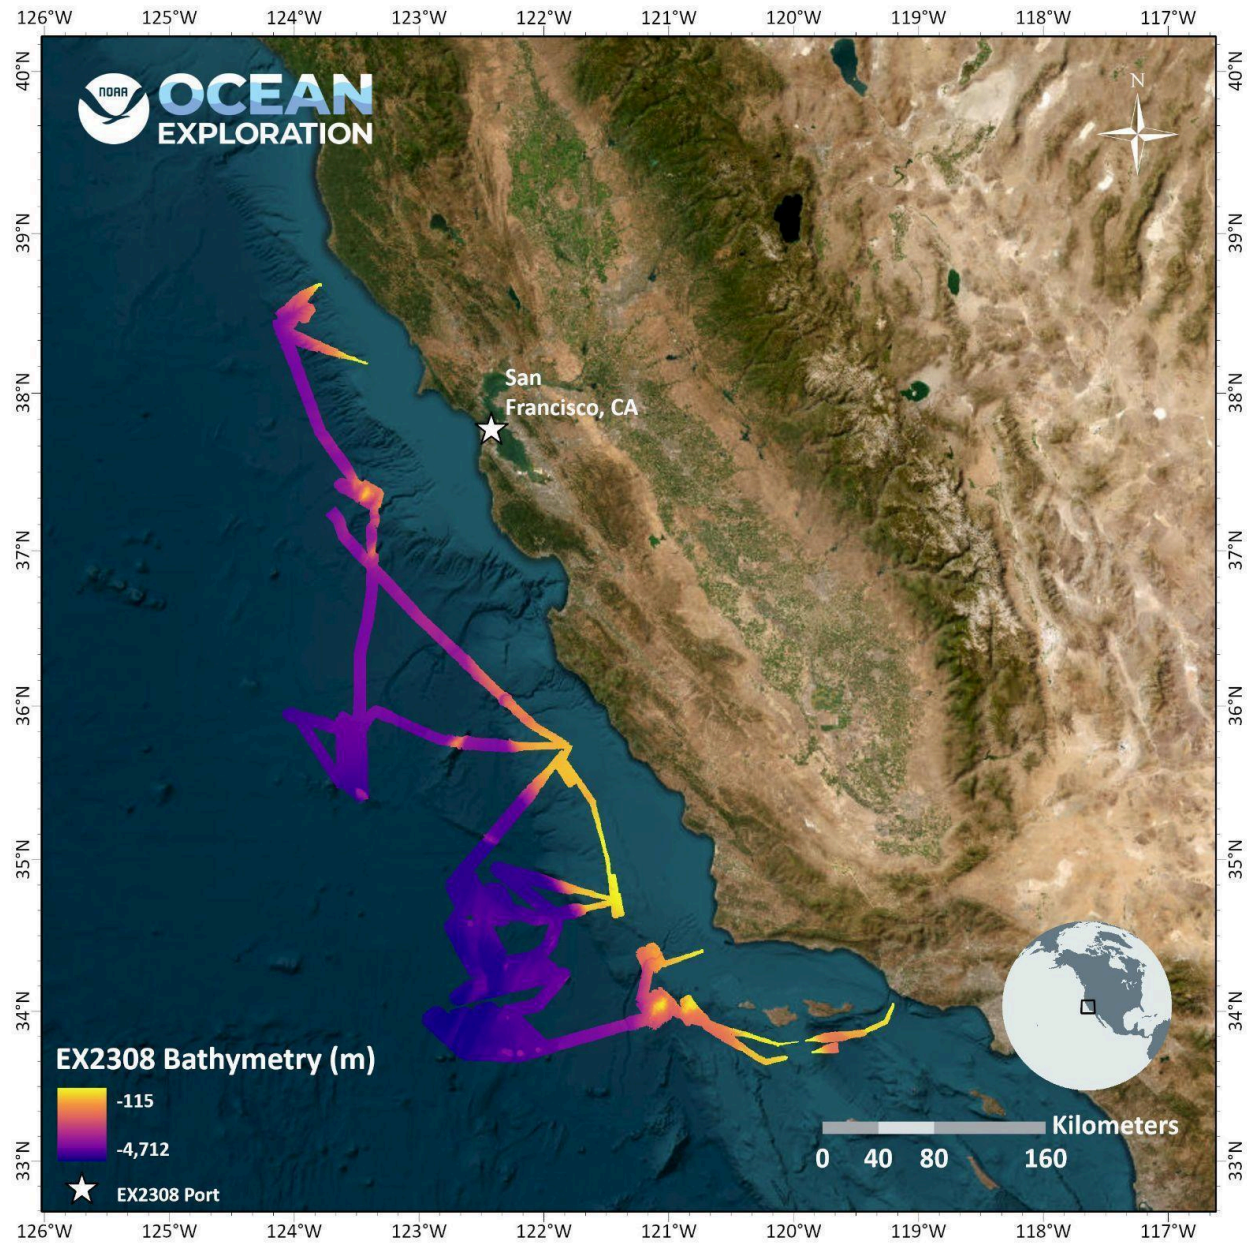 126°W 125°W 124°W 123°W 122°W 121°W 120°W 119°W 118°W 117°W
40°N 40°N
NOAA
OCEAN
EXPLORATION
N
39°N 39°N
38°N 38°N
San
Francisco, CA
37°N 37°N
36°N 36°N
35°N 35°N
34°N 34°N
EX2308 Bathymetry (m)
-115
-4,712
EX2308 Port
Kilometers
0 40 80 160
33°N 33°N
126°W 125°W 124°W 123°W 122°W 121°W 120°W 119°W 118°W 117°W